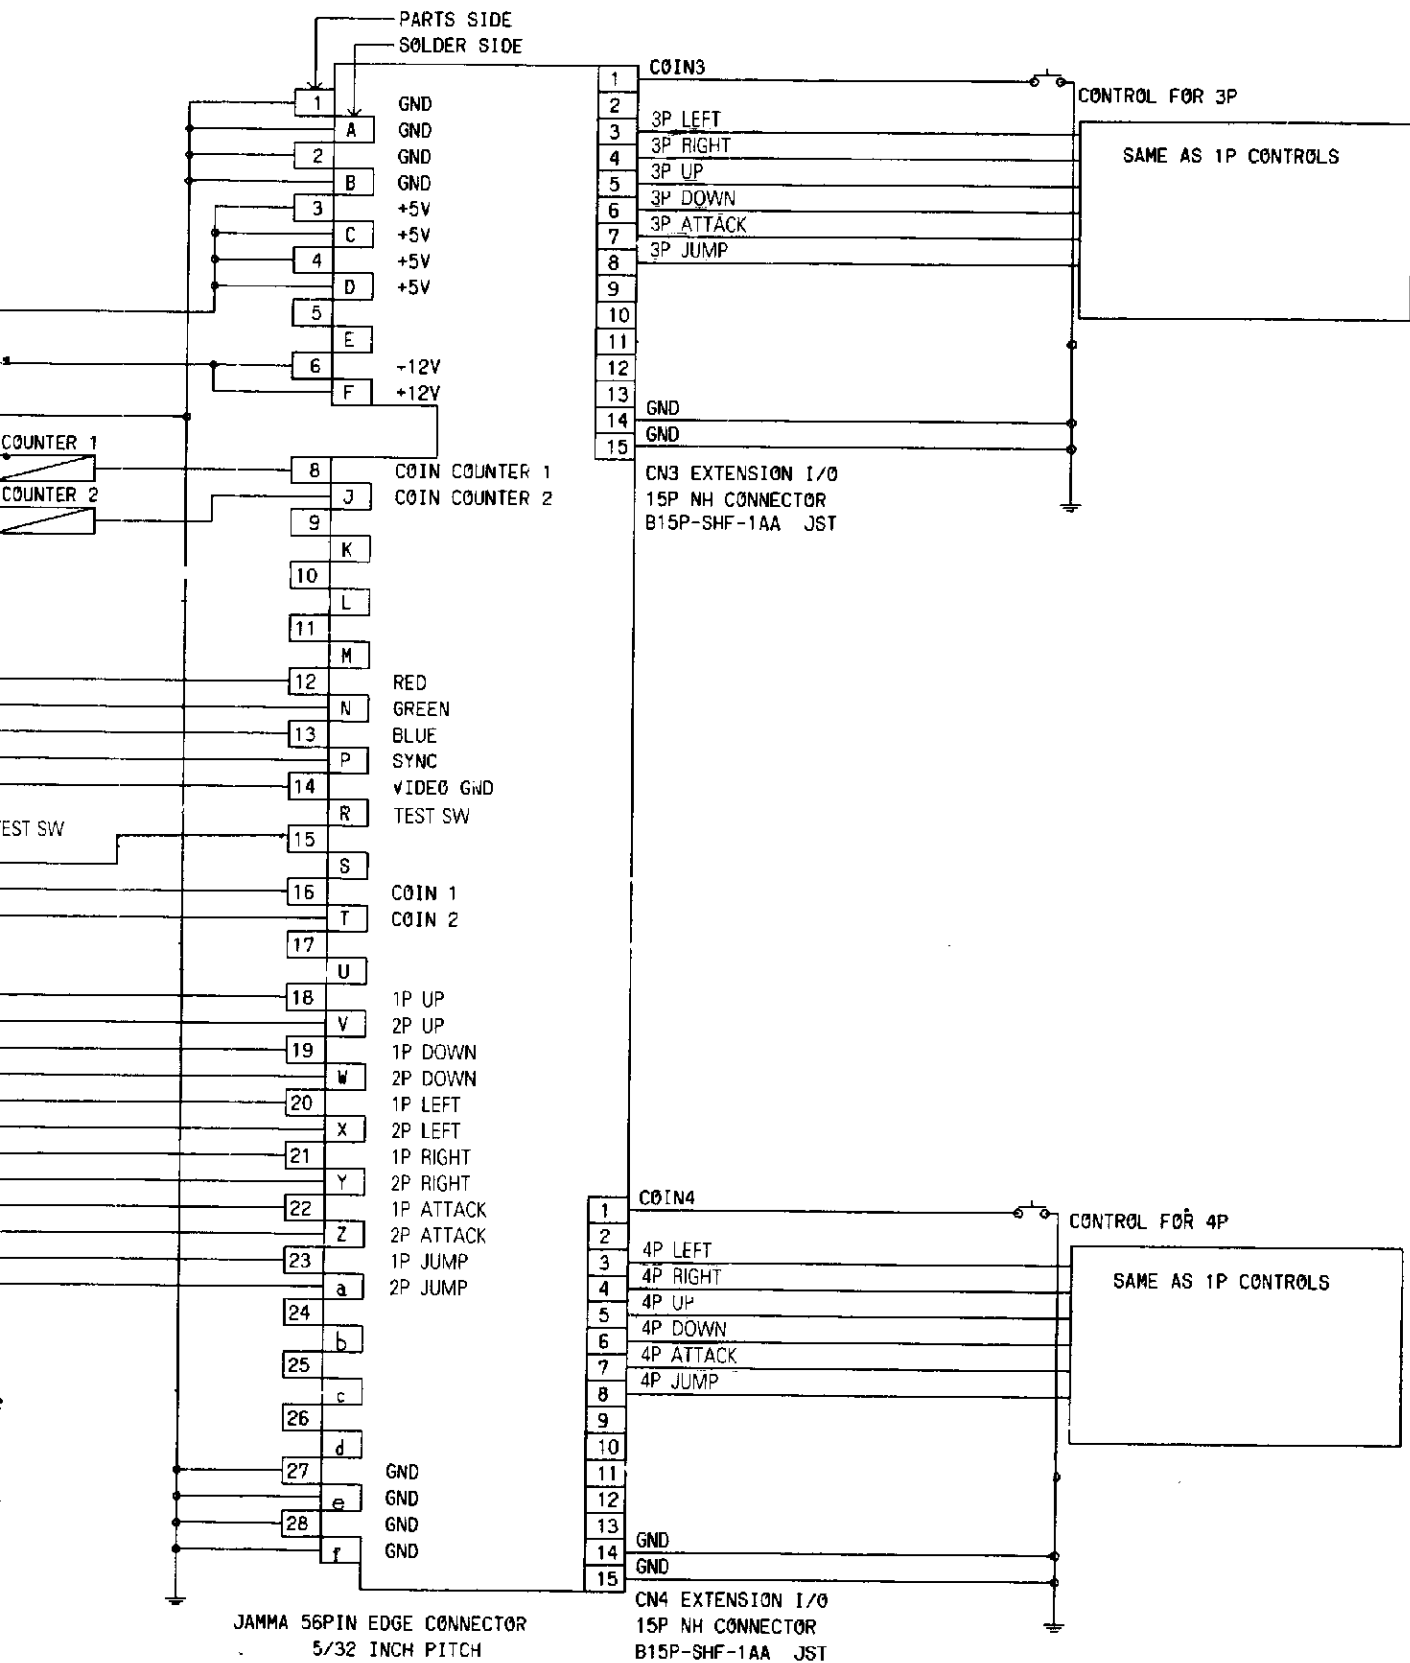 PARTS SIDE
SOLDER SIDE
1 GND
A GND
2 GND
B GND
3 +5V
C +5V
4 +5V
D +5V
5
E
6 +12V
F +12V
COUNTER 1
8 COIN COUNTER 1
COUNTER 2
J COIN COUNTER 2
9
K
10
L
11
M
12 RED
N GREEN
13 BLUE
P SYNC
14 VIDEO GND
R TEST SW
EST SW
15
S
16 COIN 1
T COIN 2
17
U
18 1P UP
V 2P UP
19 1P DOWN
W 2P DOWN
20 1P LEFT
X 2P LEFT
21 1P RIGHT
Y 2P RIGHT
22 1P ATTACK
Z 2P ATTACK
23 1P JUMP
a 2P JUMP
24
b
25
c
26
d
27 GND
e GND
28 GND
f GND
JAMMA 56PIN EDGE CONNECTOR
5/32 INCH PITCH
1 COIN3
2
3 3P LEFT
4 3P RIGHT
5 3P UP
6 3P DOWN
7 3P ATTACK
8 3P JUMP
9
10
11
12
13
14 GND
15 GND
CN3 EXTENSION I/O
15P NH CONNECTOR
B15P-SHF-1AA JST
CONTROL FOR 3P
SAME AS 1P CONTROLS
1 COIN4
2
3 4P LEFT
4 4P RIGHT
5 4P UP
6 4P DOWN
7 4P ATTACK
8 4P JUMP
9
10
11
12
13
14 GND
15 GND
CN4 EXTENSION I/O
15P NH CONNECTOR
B15P-SHF-1AA JST
CONTROL FOR 4P
SAME AS 1P CONTROLS